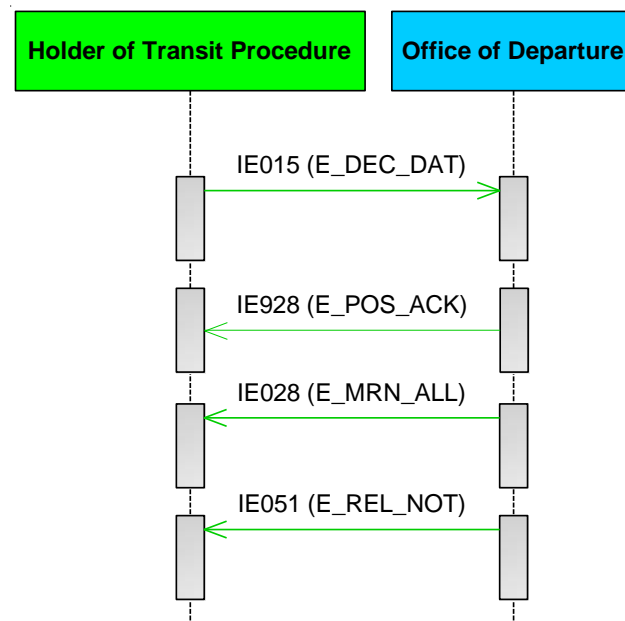 Holder of Transit Procedure
Office of Departure
IE015 (E_DEC_DAT)
IE928 (E_POS_ACK)
IE028 (E_MRN_ALL)
IE051 (E_REL_NOT)